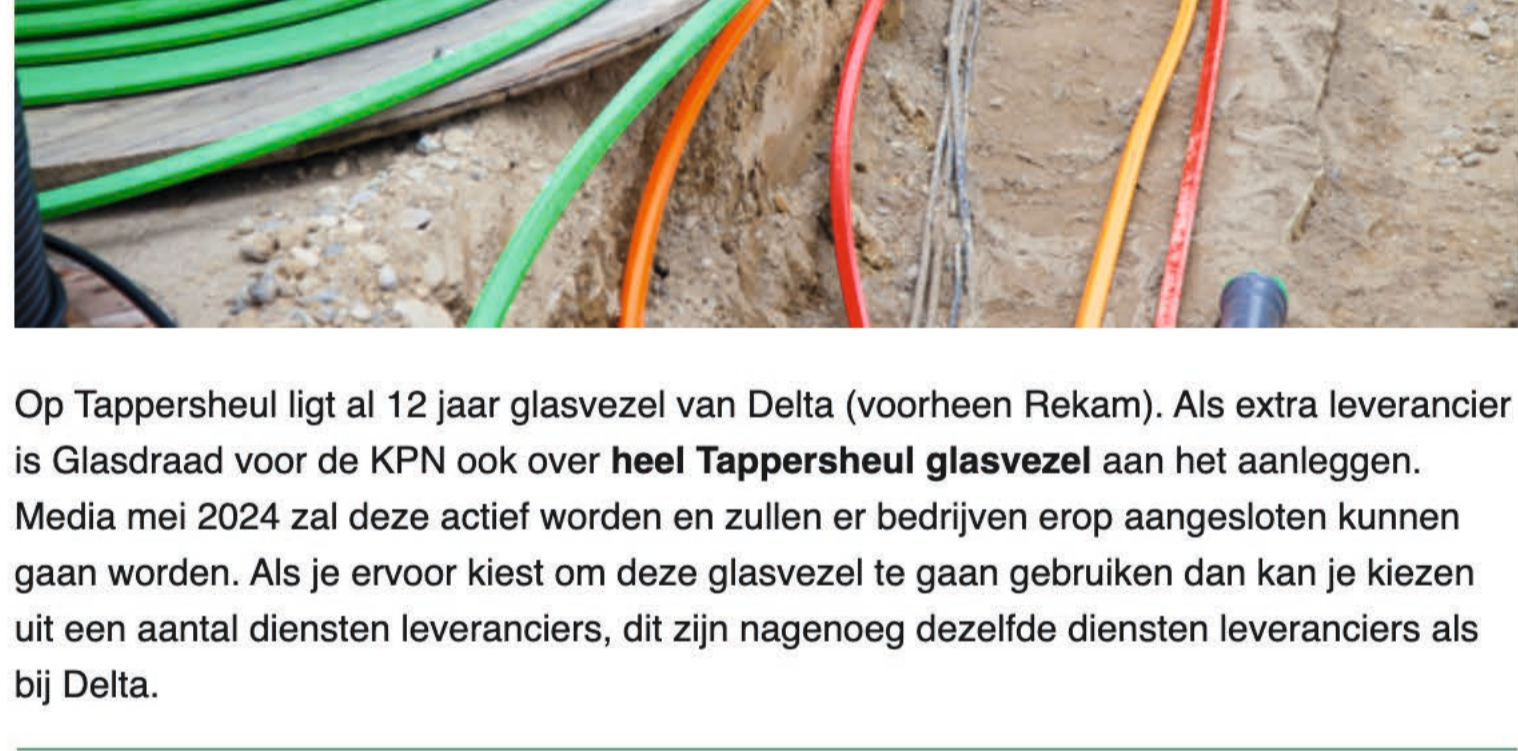 Op Tappersheul ligt al 12 jaar glasvezel van Delta (voorheen Rekam). Als extra leverancier
is Glasdraad voor de KPN ook over heel Tappersheul glasvezel aan het aanleggen.
Media mei 2024 zal deze actief worden en zullen er bedrijven erop aangesloten kunnen
gaan worden. Als je ervoor kiest om deze glasvezel te gaan gebruiken dan kan je kiezen
uit een aantal diensten leveranciers, dit zijn nagenoeg dezelfde diensten leveranciers als
bij Delta.